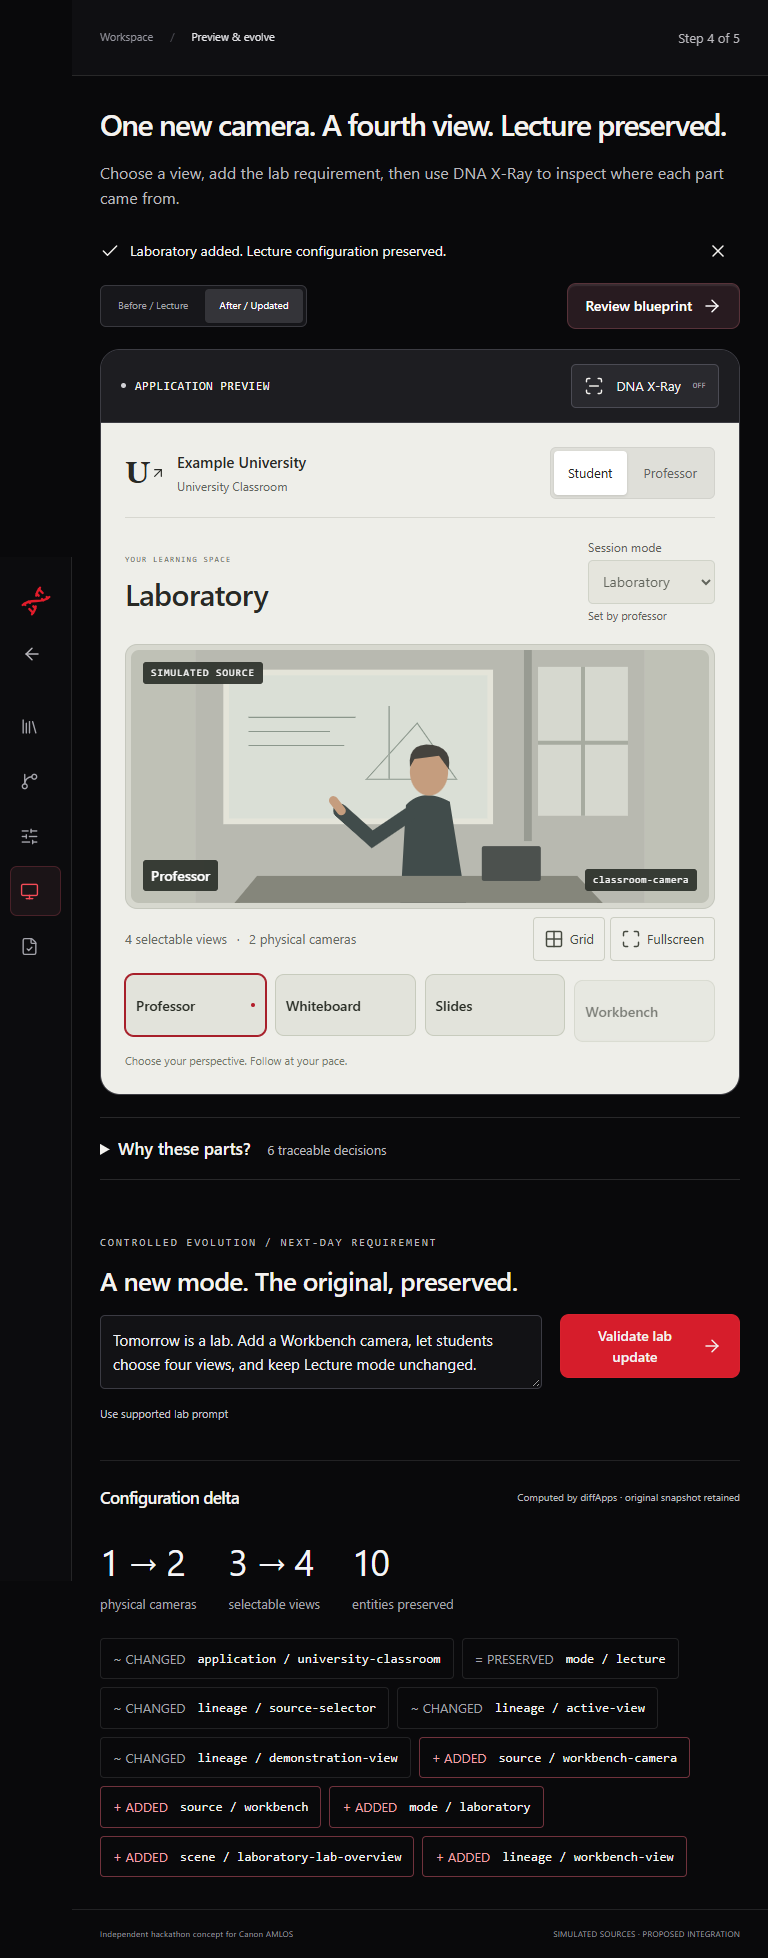 Workspace / Preview & evolve
Step 4 of 5
One new camera. A fourth view. Lecture preserved.
Choose a view, add the lab requirement, then use DNA X-Ray to inspect where each part
came from.
Laboratory added. Lecture configuration preserved.
Before / Lecture
After / Updated
Review blueprint
APPLICATION PREVIEW
DNA X-Ray OFF
U
Example University
University Classroom
Student
Professor
YOUR LEARNING SPACE
Laboratory
Session mode
Laboratory
Set by professor
SIMULATED SOURCE
Professor
classroom-camera
4 selectable views · 2 physical cameras
Grid
Fullscreen
Professor
Whiteboard
Slides
Workbench
Choose your perspective. Follow at your pace.
Why these parts? 6 traceable decisions
CONTROLLED EVOLUTION / NEXT-DAY REQUIREMENT
A new mode. The original, preserved.
Tomorrow is a lab. Add a Workbench camera, let students
choose four views, and keep Lecture mode unchanged.
Validate lab
update
Use supported lab prompt
Configuration delta
Computed by diffApps · original snapshot retained
1 → 2
physical cameras
3 → 4
selectable views
10
entities preserved
~ CHANGED application / university-classroom
= PRESERVED mode / lecture
~ CHANGED lineage / source-selector
~ CHANGED lineage / active-view
~ CHANGED lineage / demonstration-view
+ ADDED source / workbench-camera
+ ADDED source / workbench
+ ADDED mode / laboratory
+ ADDED scene / laboratory-lab-overview
+ ADDED lineage / workbench-view
Independent hackathon concept for Canon AMLOS
SIMULATED SOURCES · PROPOSED INTEGRATION